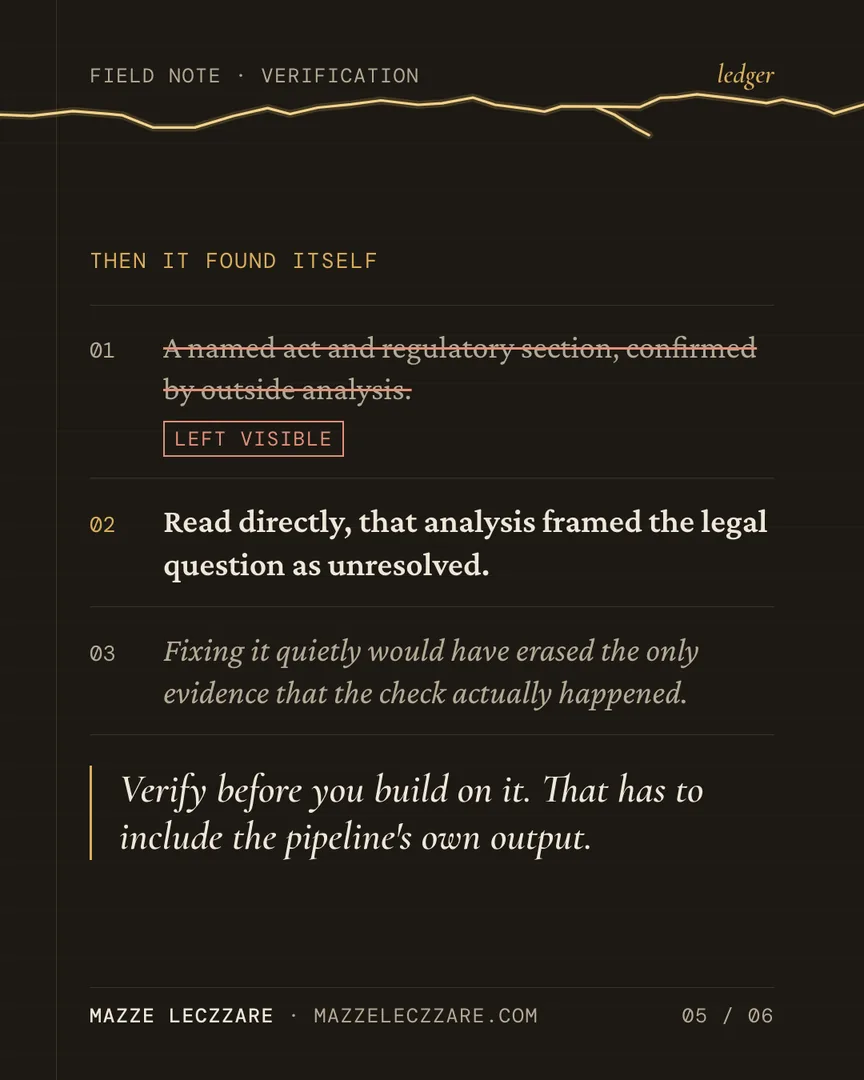 FIELD NOTE · VERIFICATION
ledger
THEN IT FOUND ITSELF
01
A named act and regulatory section, confirmed
by outside analysis.
LEFT VISIBLE
02
Read directly, that analysis framed the legal
question as unresolved.
03
Fixing it quietly would have erased the only
evidence that the check actually happened.
Verify before you build on it. That has to
include the pipeline's own output.
MAZZE LECZZARE · MAZZELECZZARE.COM
05 / 06